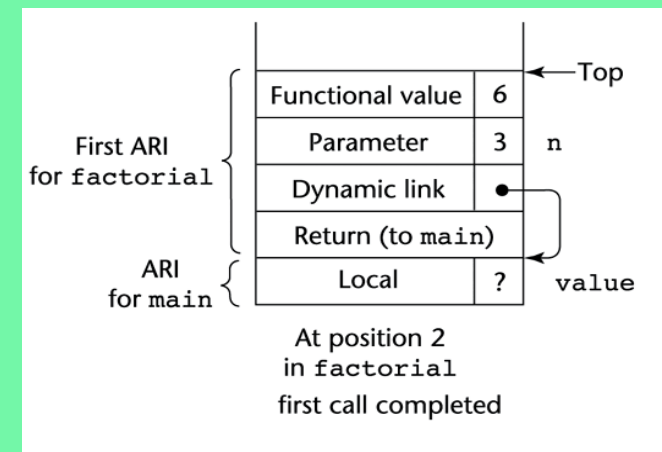 Top
Functional value 6
First ARI
for factorial
Parameter 3 n
Dynamic link
Return (to main)
ARI
for main
Local ? value
At position 2
in factorial
first call completed